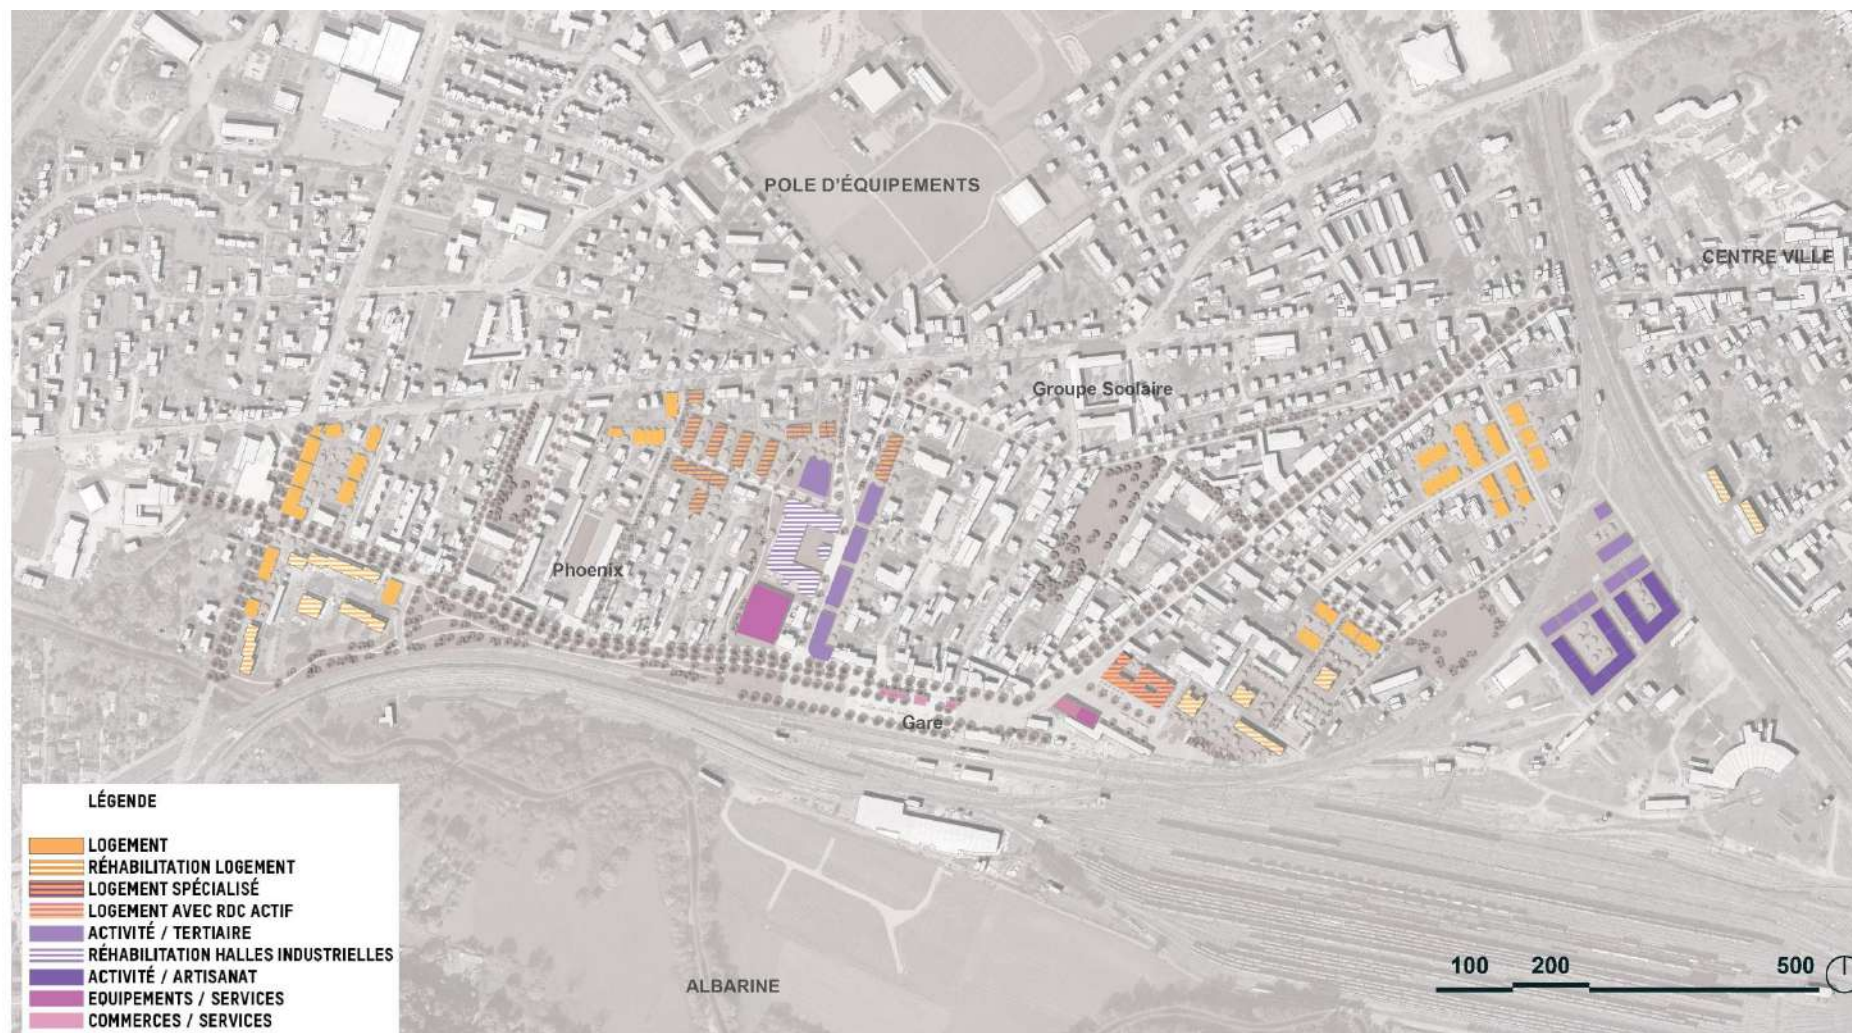 POLE D'ÉQUIPEMENTS
CENTRE VILLE
Groupe Scolaire
Phoenix
Gare
ALBARINE
LÉGENDE
LOGEMENT
RÉHABILITATION LOGEMENT
LOGEMENT SPÉCIALISÉ
LOGEMENT AVEC RDC ACTIF
ACTIVITÉ / TERTIAIRE
RÉHABILITATION HALLES INDUSTRIELLES
ACTIVITÉ / ARTISANAT
EQUIPEMENTS / SERVICES
COMMERCES / SERVICES
100 200 500